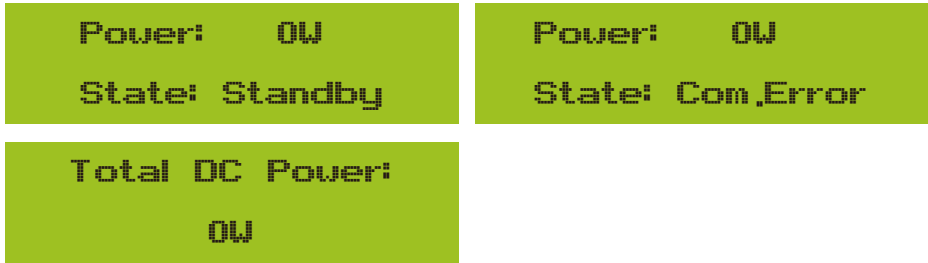 Power: 0W
State: Standby
Power: 0W
State: Com.Error
Total DC Power:
0W